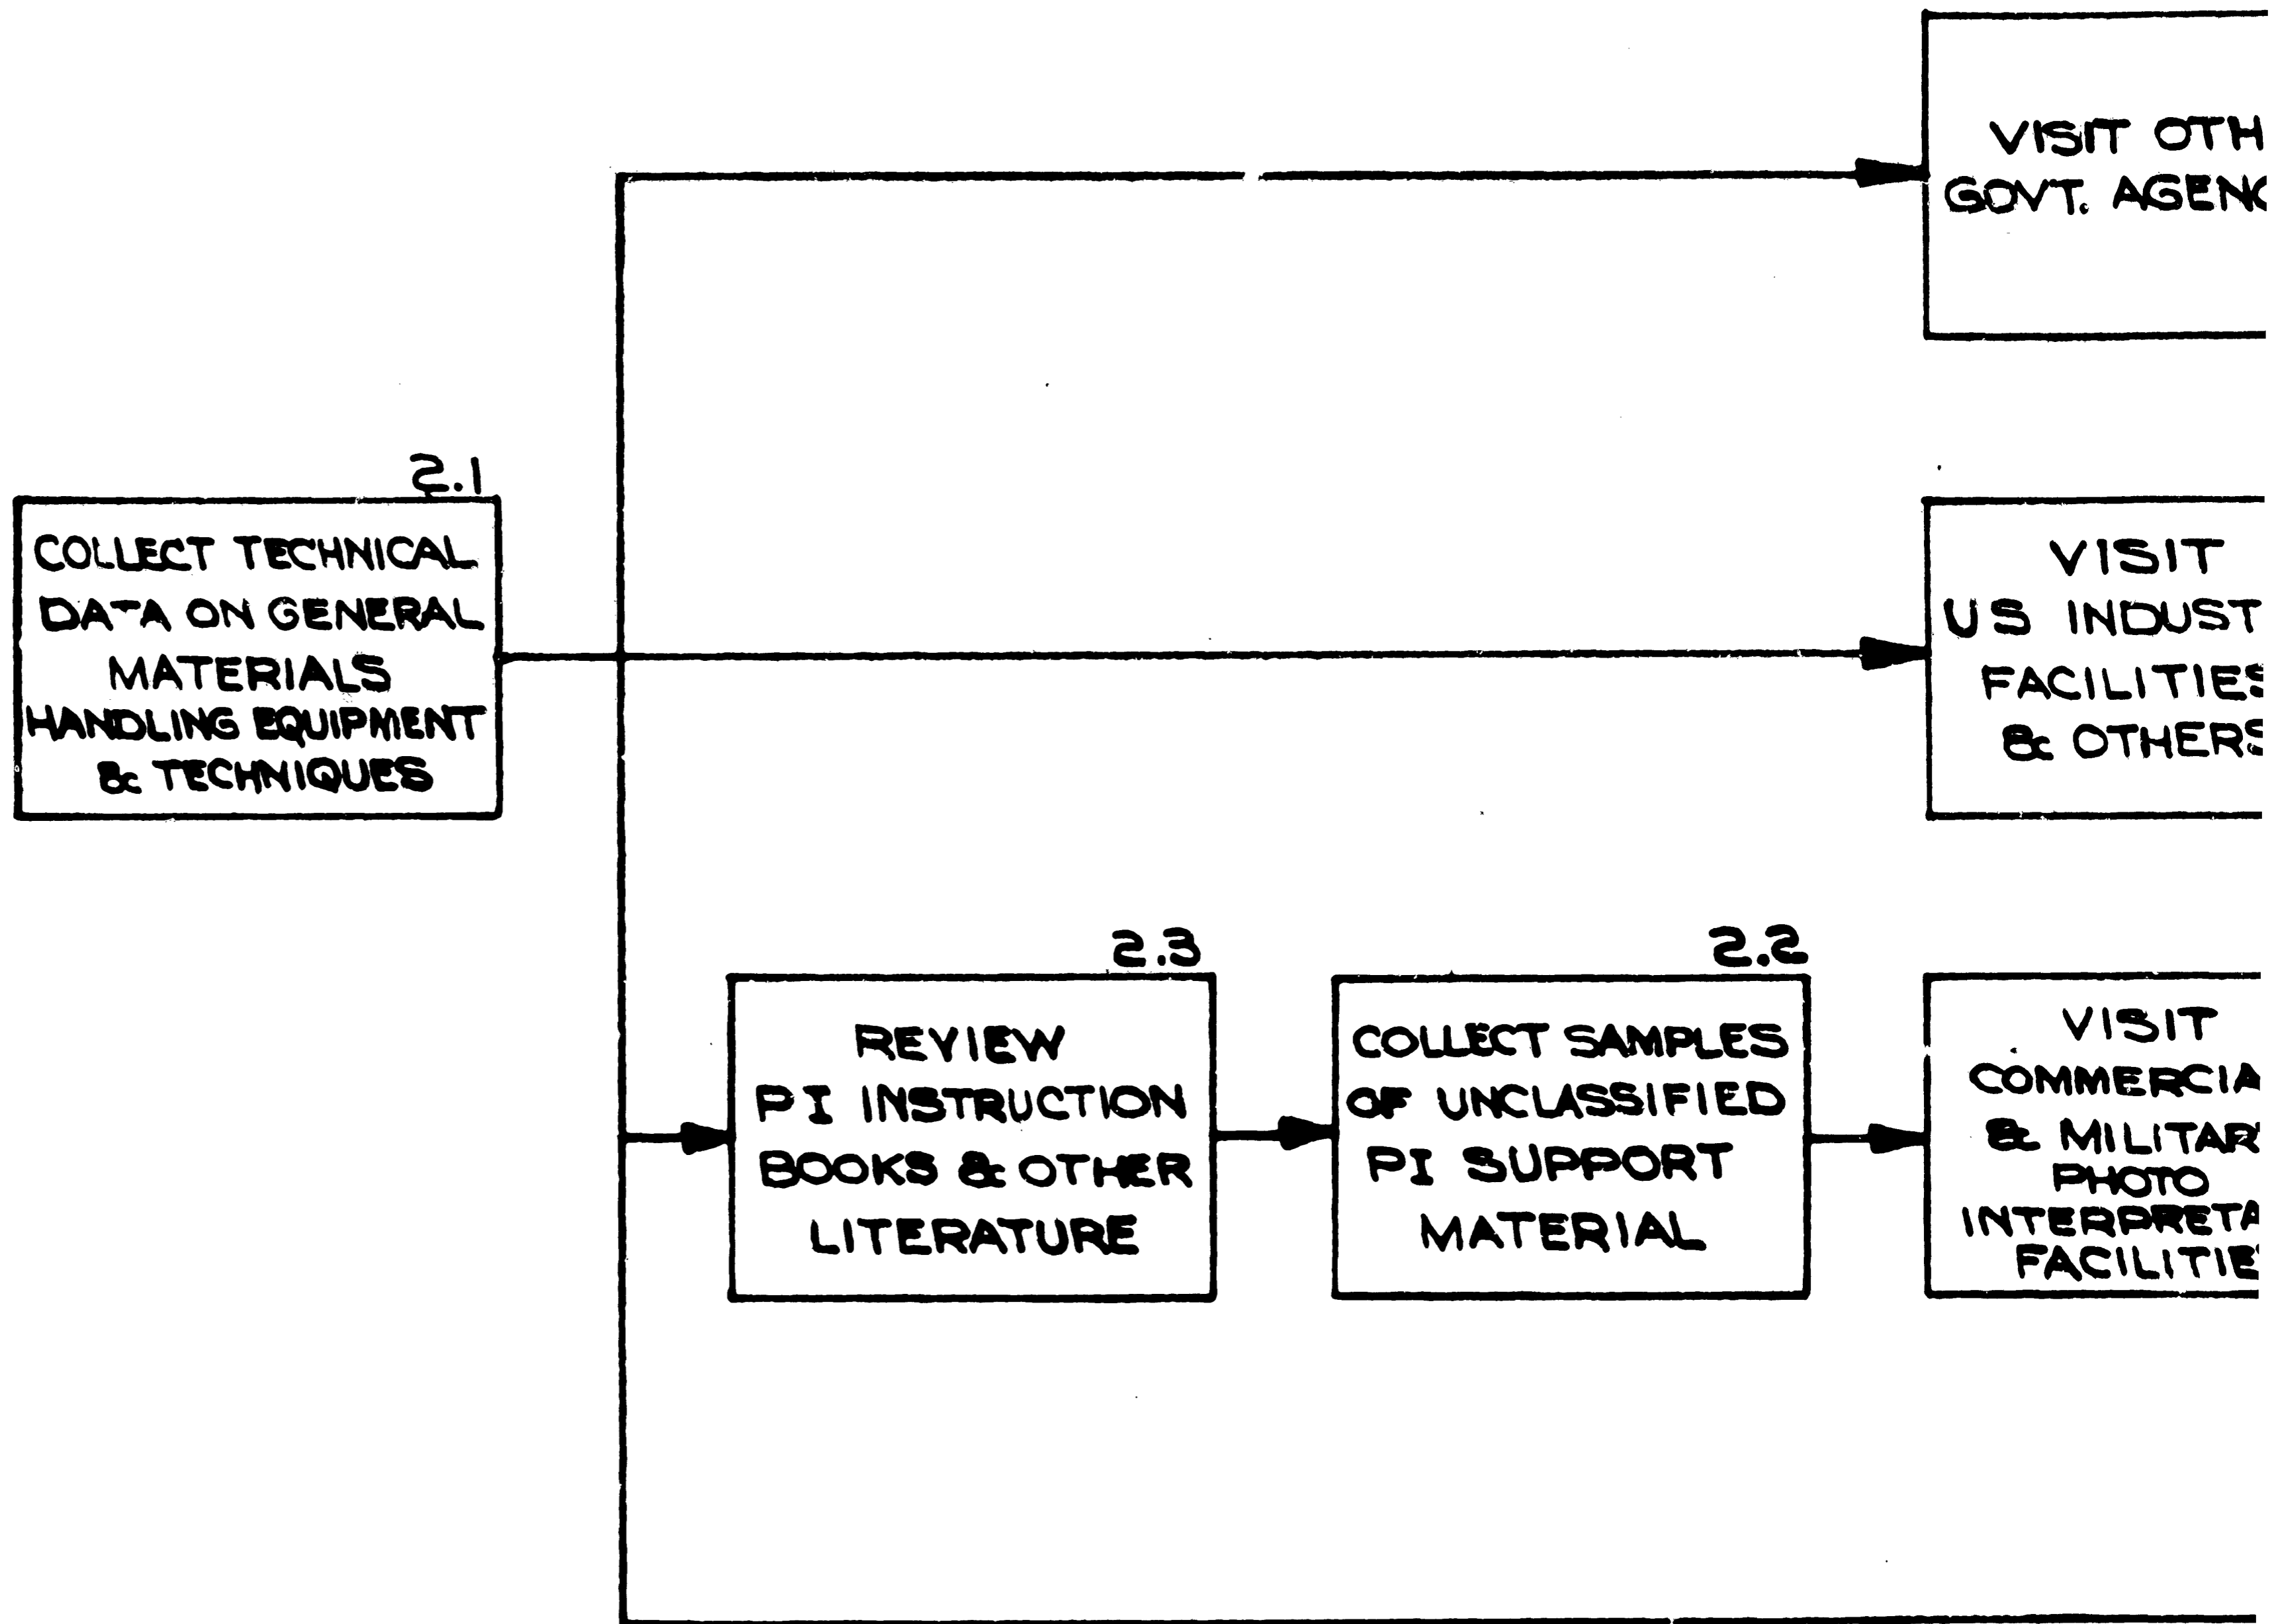 VISIT OTH
GOVT. AGENC
2.1
COLLECT TECHNICAL
DATA ON GENERAL
MATERIALS
HANDLING EQUIPMENT
& TECHNIQUES
VISIT
US INDUST
FACILITIES
& OTHERS
2.3
REVIEW
PI INSTRUCTION
BOOKS & OTHER
LITERATURE
2.2
COLLECT SAMPLES
OF UNCLASSIFIED
PI SUPPORT
MATERIAL
VISIT
COMMERCIA
& MILITARY
PHOTO
INTERPRETA
FACILITIE